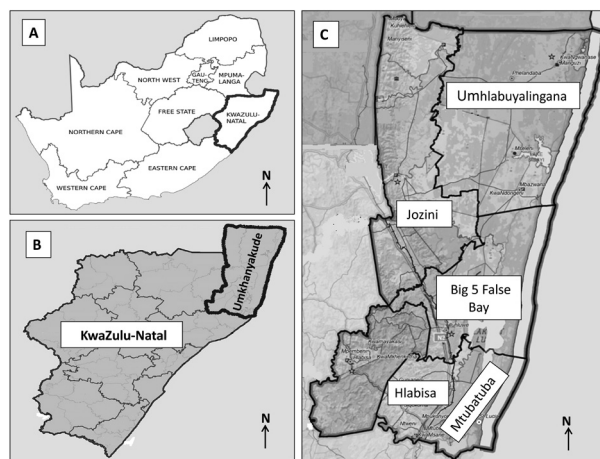 A
LIMPOPO
NORTH WEST
GAU-
TENG
MPUMA-
LANGA
FREE STATE
KWAZULU-
NATAL
NORTHERN CAPE
EASTERN CAPE
WESTERN CAPE
N
B
Umkhanyakude
KwaZulu-Natal
N
C
Umhlabuyalingana
Jozini
Big 5 False
Bay
Hlabisa
Mtubatuba
N